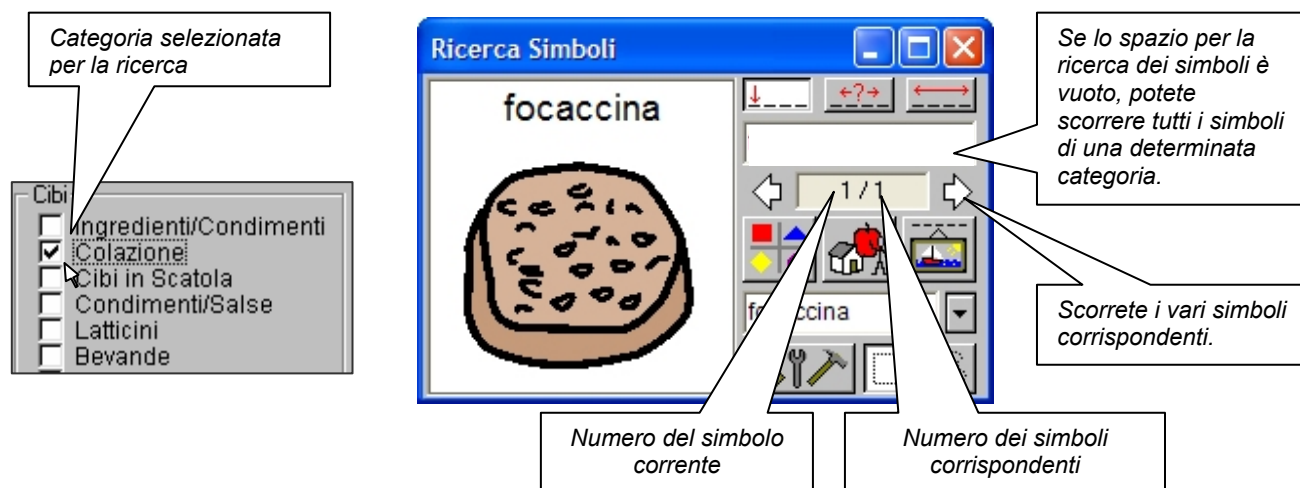 Categoria selezionata
per la ricerca
Cibi
Ingredienti/Condimenti
Colazione
Cibi in Scatola
Condimenti/Salse
Latticini
Bevande
Ricerca Simboli
focaccina
←?→
1 / 1
Se lo spazio per la
ricerca dei simboli è
vuoto, potete
scorrere tutti i simboli
di una determinata
categoria.
Scorrete i vari simboli
corrispondenti.
Numero del simbolo
corrente
Numero dei simboli
corrispondenti